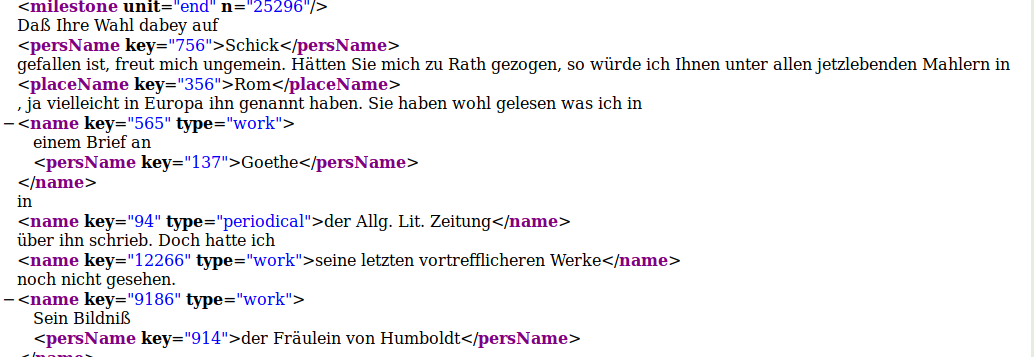 <milestone unit="end" n="25296"/>
Daß Ihre Wahl dabey auf
<persName key="756">Schick</persName>
gefallen ist, freut mich ungemein. Hätten Sie mich zu Rath gezogen, so würde ich Ihnen unter allen jetzlebenden Mahlern in
<placeName key="356">Rom</placeName>
, ja vielleicht in Europa ihn genannt haben. Sie haben wohl gelesen was ich in
−<name key="565" type="work">
einem Brief an
<persName key="137">Goethe</persName>
</name>
in
<name key="94" type="periodical">der Allg. Lit. Zeitung</name>
über ihn schrieb. Doch hatte ich
<name key="12266" type="work">seine letzten vortrefflicheren Werke</name>
noch nicht gesehen.
−<name key="9186" type="work">
Sein Bildniß
<persName key="914">der Fräulein von Humboldt</persName>
</name>